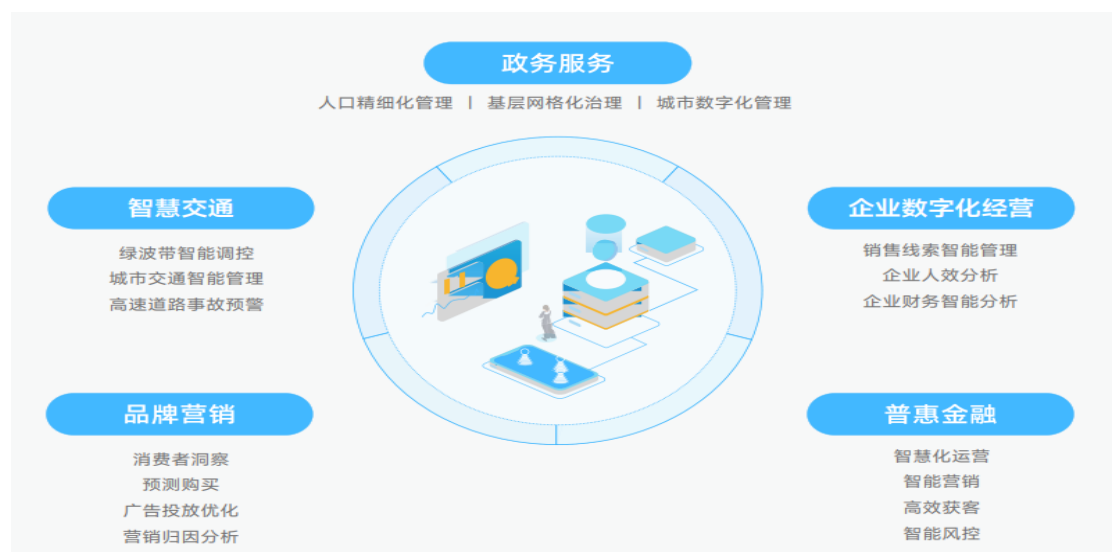 政务服务
人口精细化管理 | 基层网格化治理 | 城市数字化管理
智慧交通
绿波带智能调控
城市交通智能管理
高速道路事故预警
企业数字化经营
销售线索智能管理
企业人效分析
企业财务智能分析
品牌营销
消费者洞察
预测购买
广告投放优化
营销归因分析
普惠金融
智慧化运营
智能营销
高效获客
智能风控